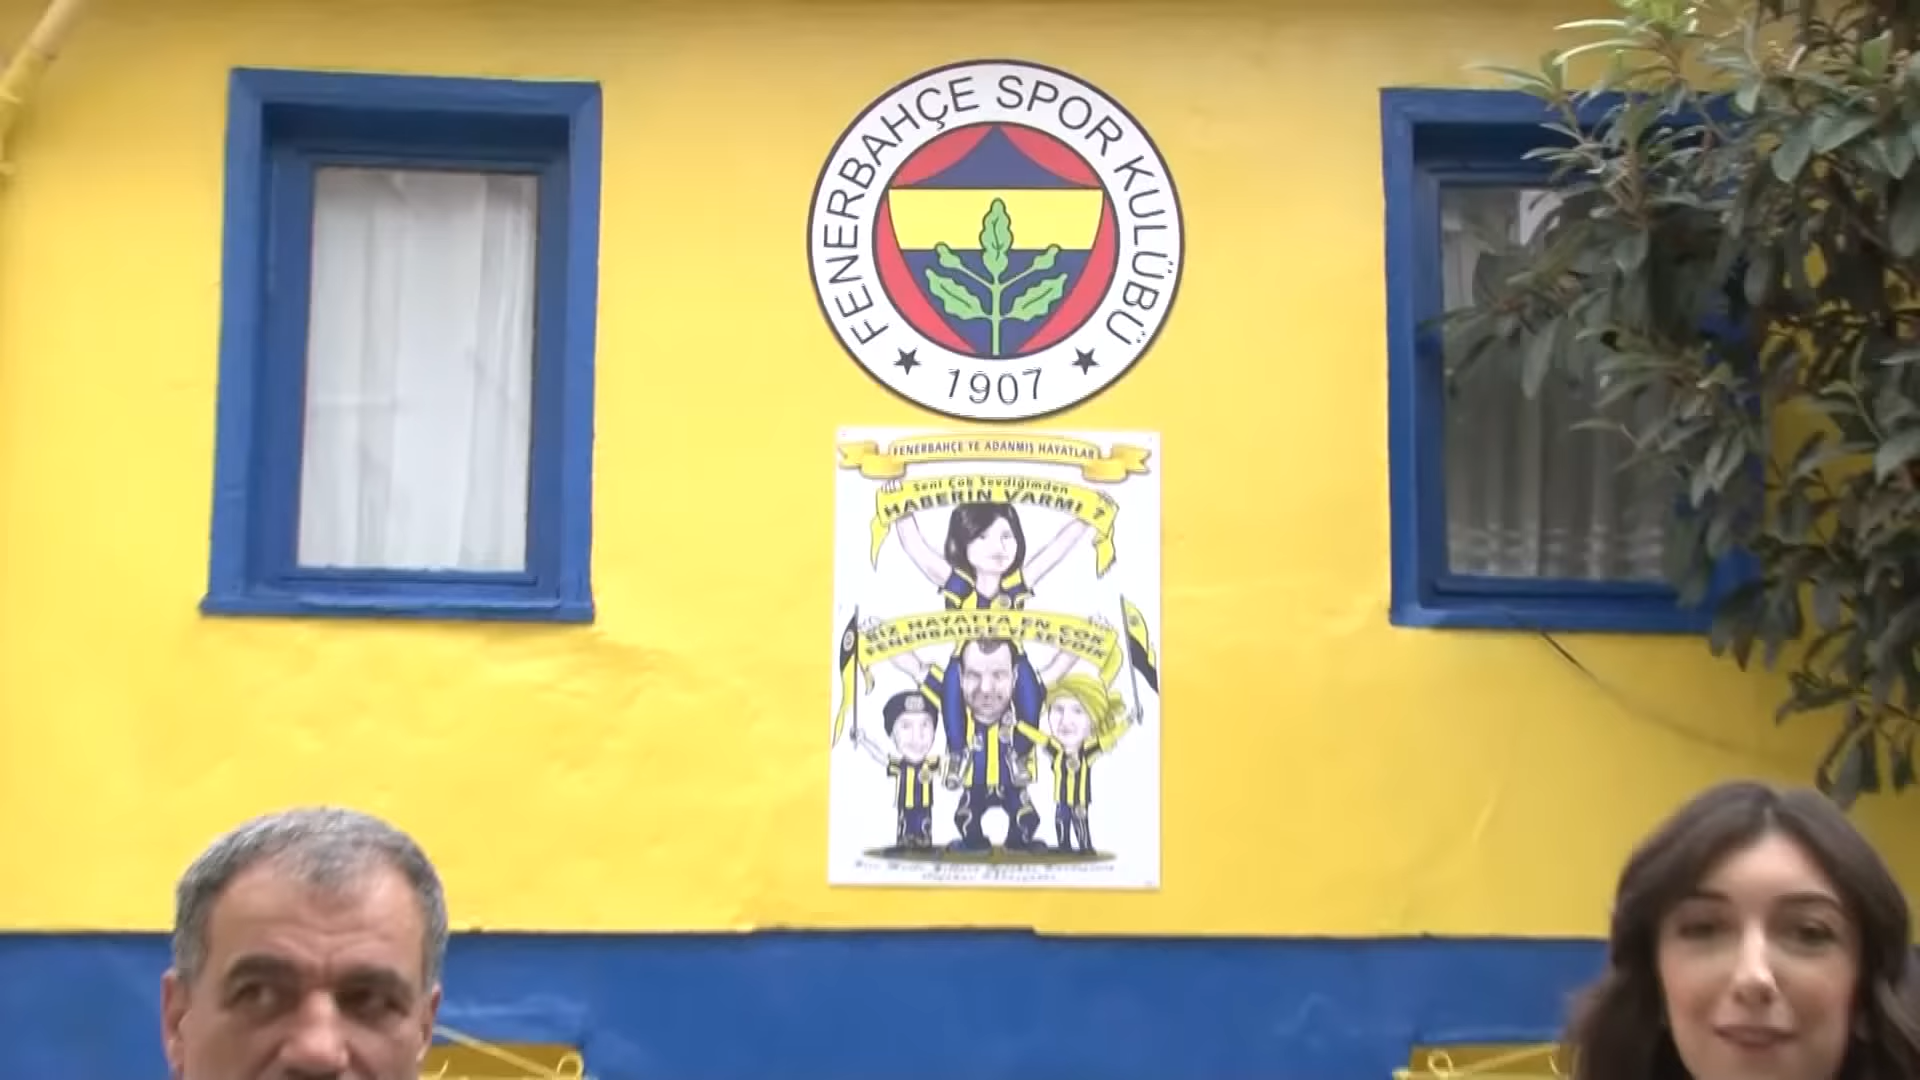 FENERBAHÇE SPOR KULÜBÜ
1907
FENERBAHÇE YE ADANMIŞ HAYATLAR
Seni Çok Sevdiğimden
HABERİN VARMI ?
BİZ HAYATTA EN ÇOK
FENERBAHÇE'Yİ SEVDİK